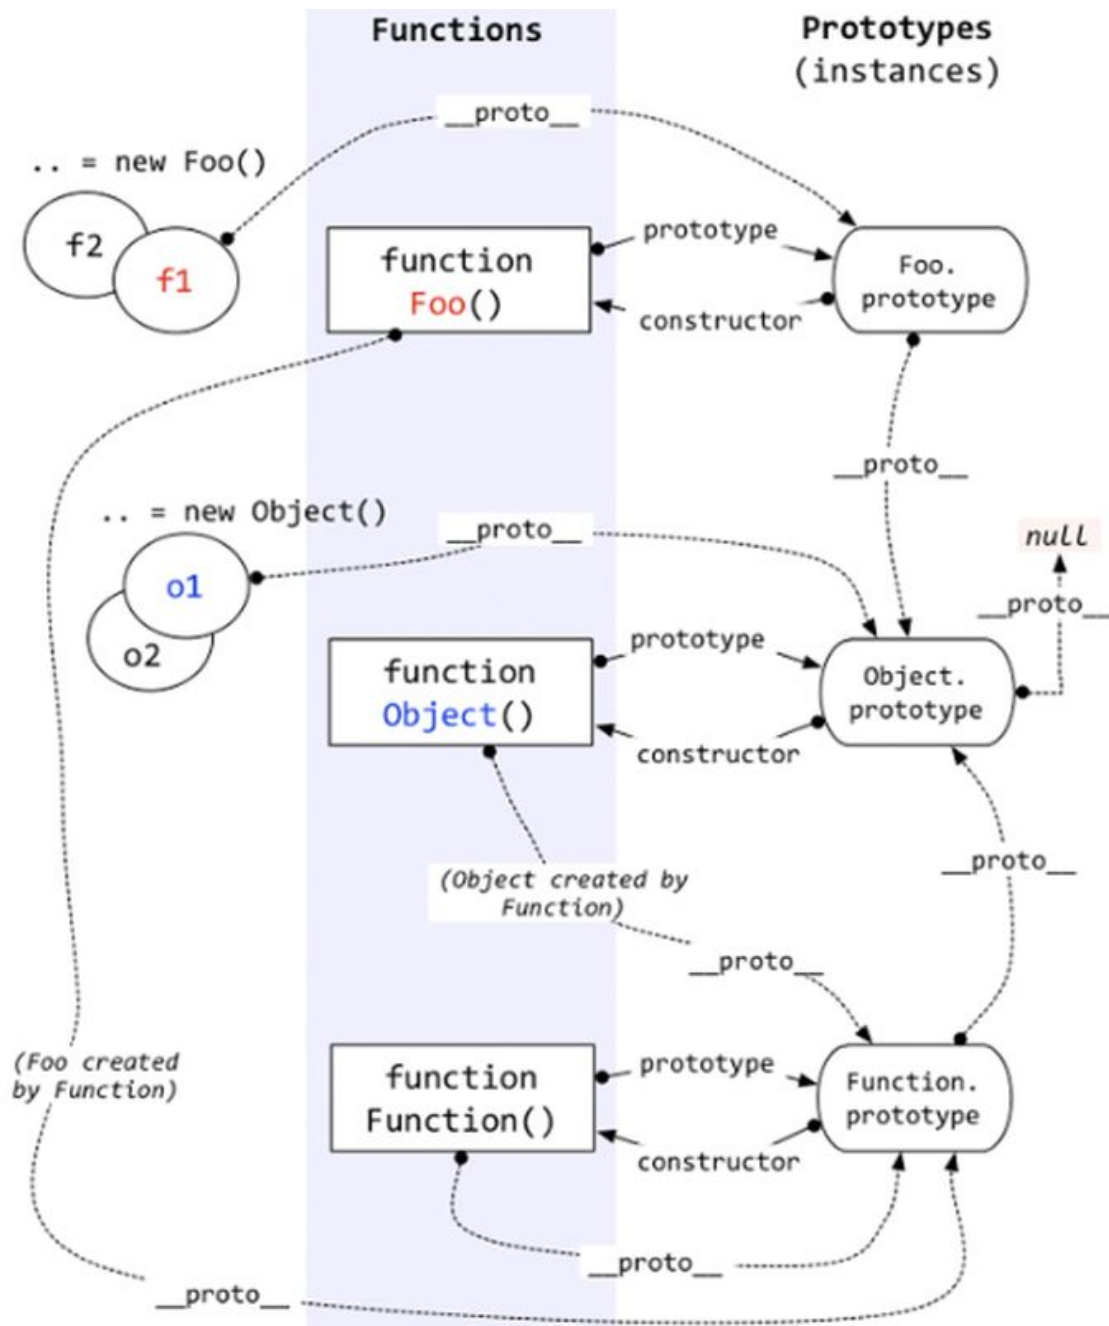 Functions
Prototypes
(instances)
__proto__
.. = new Foo()
f2
f1
function
Foo()
prototype
constructor
Foo.
prototype
__proto__
.. = new Object()
__proto__
null
__proto__
o1
o2
function
Object()
prototype
constructor
Object.
prototype
(Object created by
Function)
__proto__
__proto__
(Foo created
by Function)
function
Function()
prototype
constructor
Function.
prototype
__proto__
__proto__